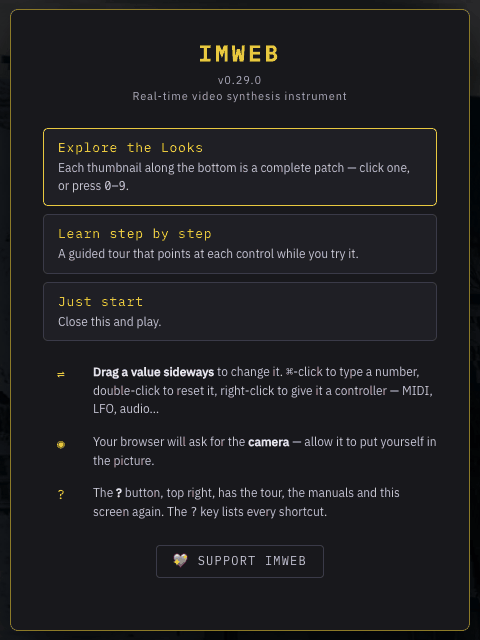 IMWEB
v0.29.0
Real-time video synthesis instrument
Explore the Looks
Each thumbnail along the bottom is a complete patch — click one,
or press 0–9.
Learn step by step
A guided tour that points at each control while you try it.
Just start
Close this and play.
⇌ Drag a value sideways to change it. ⌘-click to type a number,
double-click to reset it, right-click to give it a controller — MIDI,
LFO, audio…
◉ Your browser will ask for the camera — allow it to put yourself in
the picture.
? The ? button, top right, has the tour, the manuals and this
screen again. The ? key lists every shortcut.
💝 SUPPORT IMWEB